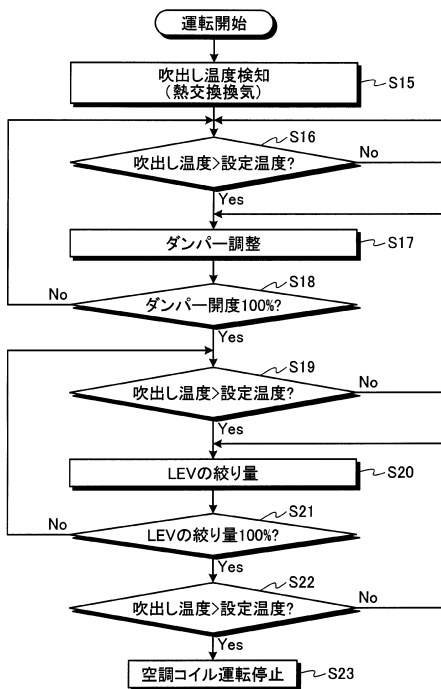 運転開始
吹出し温度検知
(熱交換換気)
S15
S16
吹出し温度>設定温度?
No
Yes
ダンパー調整
S17
S18
No
ダンパー開度100%?
Yes
S19
吹出し温度>設定温度?
No
Yes
LEVの絞り量
S20
S21
No
LEVの絞り量100%?
Yes
S22
吹出し温度>設定温度?
No
Yes
空調コイル運転停止
S23